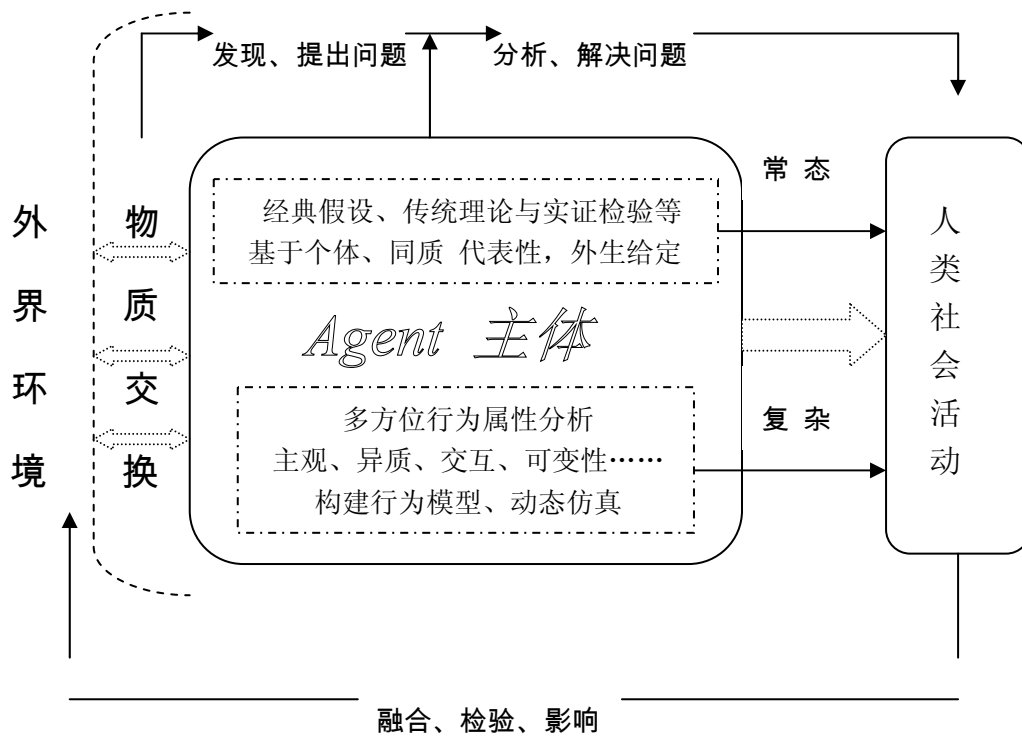 发现、提出问题
分析、解决问题
外界环境
物质交换
经典假设、传统理论与实证检验等
基于个体、同质 代表性，外生给定
Agent 主体
多方位行为属性分析
主观、异质、交互、可变性……
构建行为模型、动态仿真
常 态
复 杂
人类社会活动
融合、检验、影响